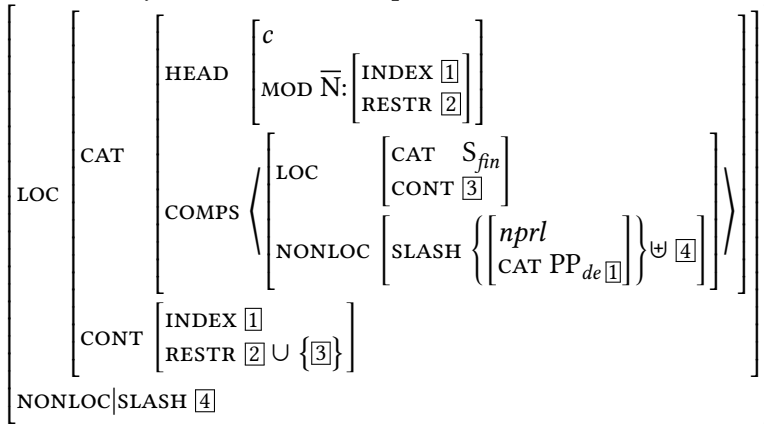 c
HEAD MOD N̅: INDEX 1
RESTR 2
CAT
LOC CAT S_fin
CONT 3
LOC COMPS ⟨ ⟩
NONLOC SLASH { nprl
CAT PP_de 1 } ⊎ 4
CONT INDEX 1
RESTR 2 ∪ {3}
NONLOC|SLASH 4